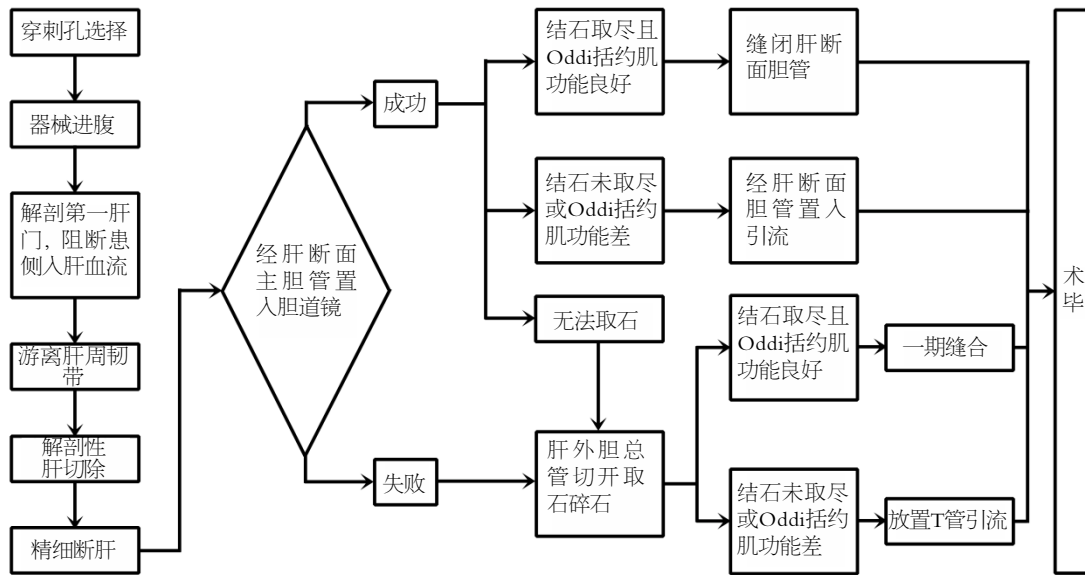 穿刺孔选择
器械进腹
解剖第一肝
门，阻断患
侧入肝血流
游离肝周韧
带
解剖性
肝切除
精细断肝
经肝断面
主胆管置
入胆道镜
成功
失败
结石取尽且
Oddi括约肌
功能良好
缝闭肝断
面胆管
结石未取尽
或Oddi括约
肌功能差
经肝断面
胆管置入
引流
无法取石
肝外胆总
管切开取
石碎石
结石取尽且
Oddi括约肌
功能良好
一期缝合
结石未取尽
或Oddi括约
肌功能差
放置T管引流
术
毕